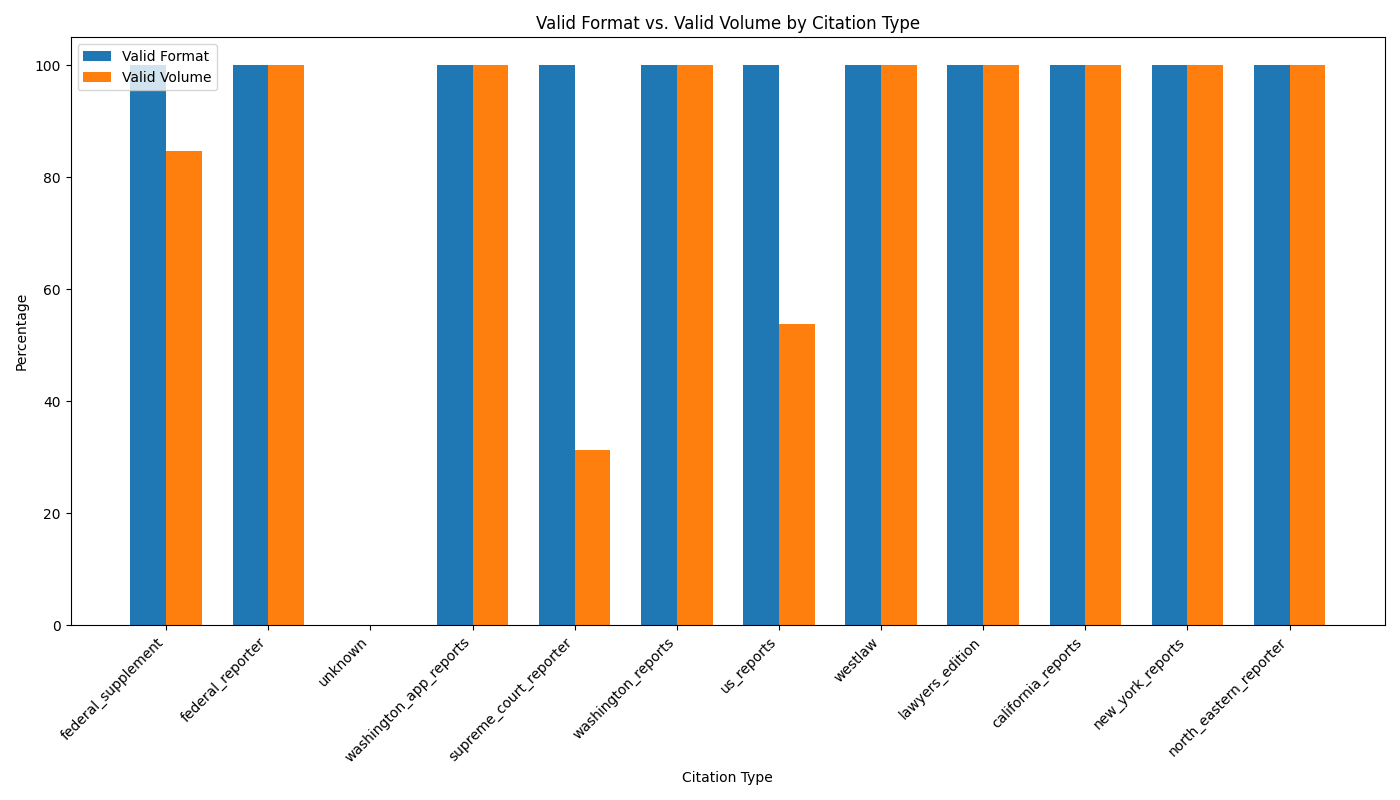 Valid Format vs. Valid Volume by Citation Type
Valid Format
Valid Volume
Percentage
100
80
60
40
20
0
federal_supplement
federal_reporter
unknown
washington_app_reports
supreme_court_reporter
washington_reports
us_reports
westlaw
lawyers_edition
california_reports
new_york_reports
north_eastern_reporter
Citation Type